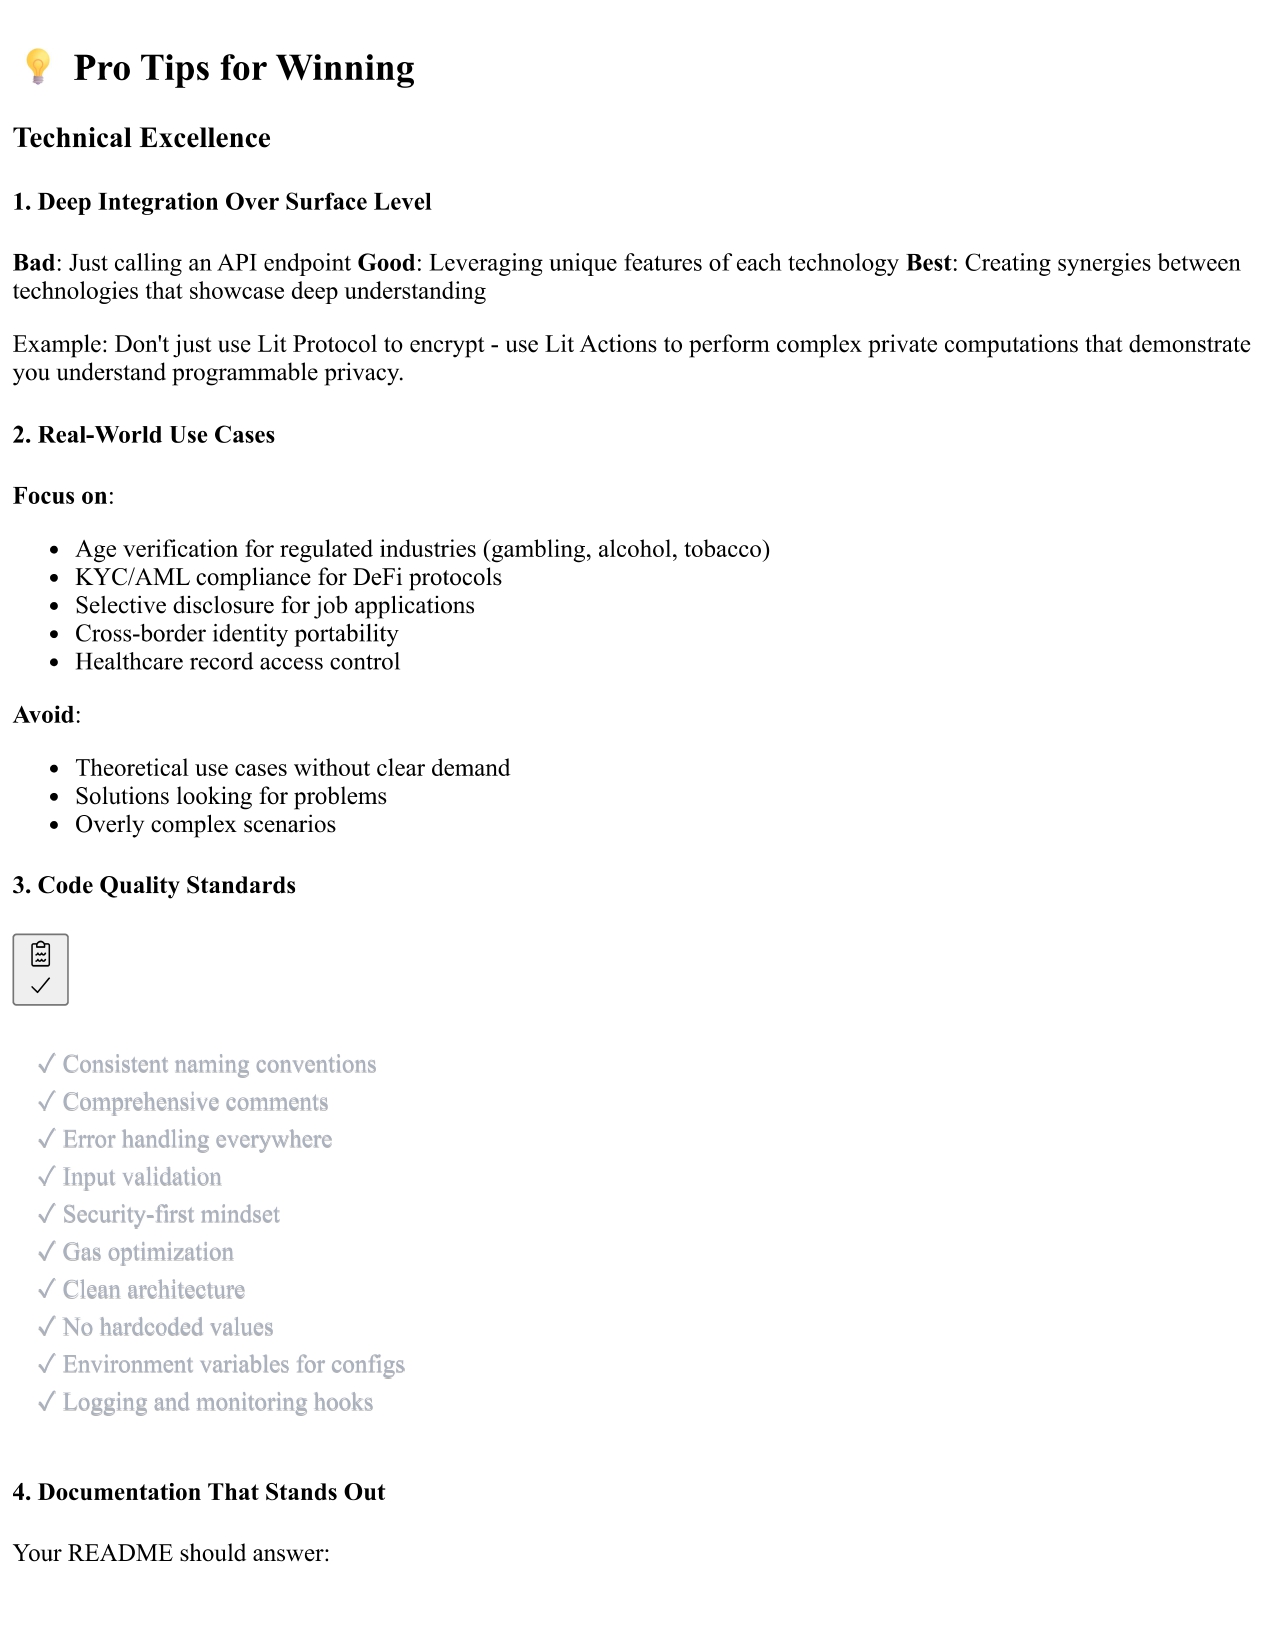 💡 Pro Tips for Winning
Technical Excellence
1. Deep Integration Over Surface Level
Bad: Just calling an API endpoint Good: Leveraging unique features of each technology Best: Creating synergies between
technologies that showcase deep understanding
Example: Don't just use Lit Protocol to encrypt - use Lit Actions to perform complex private computations that demonstrate
you understand programmable privacy.
2. Real-World Use Cases
Focus on:
• Age verification for regulated industries (gambling, alcohol, tobacco)
• KYC/AML compliance for DeFi protocols
• Selective disclosure for job applications
• Cross-border identity portability
• Healthcare record access control
Avoid:
• Theoretical use cases without clear demand
• Solutions looking for problems
• Overly complex scenarios
3. Code Quality Standards
✓ Consistent naming conventions
✓ Comprehensive comments
✓ Error handling everywhere
✓ Input validation
✓ Security-first mindset
✓ Gas optimization
✓ Clean architecture
✓ No hardcoded values
✓ Environment variables for configs
✓ Logging and monitoring hooks
4. Documentation That Stands Out
Your README should answer: